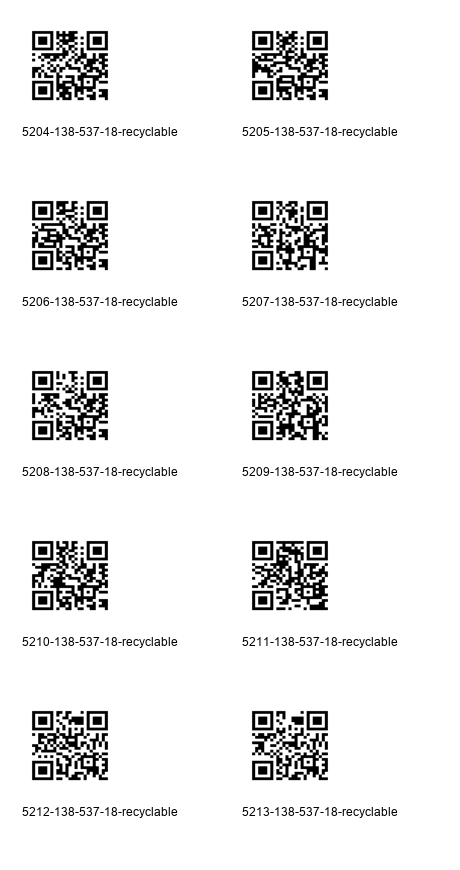 5204-138-537-18-recyclable
5205-138-537-18-recyclable
5206-138-537-18-recyclable
5207-138-537-18-recyclable
5208-138-537-18-recyclable
5209-138-537-18-recyclable
5210-138-537-18-recyclable
5211-138-537-18-recyclable
5212-138-537-18-recyclable
5213-138-537-18-recyclable